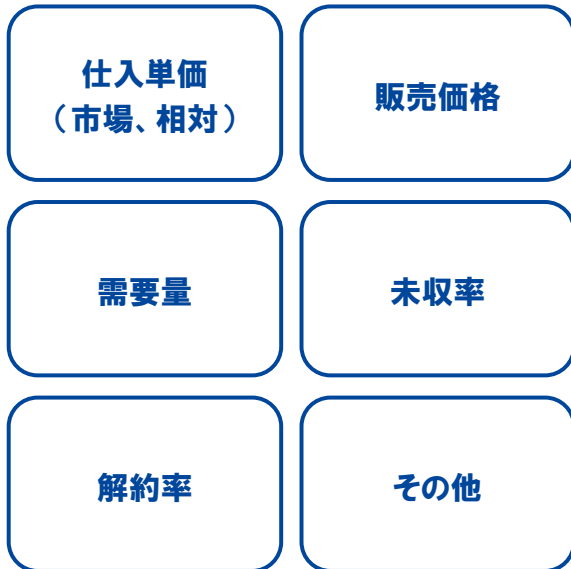 仕入単価
（市場、相対）
販売価格
需要量
未収率
解約率
その他